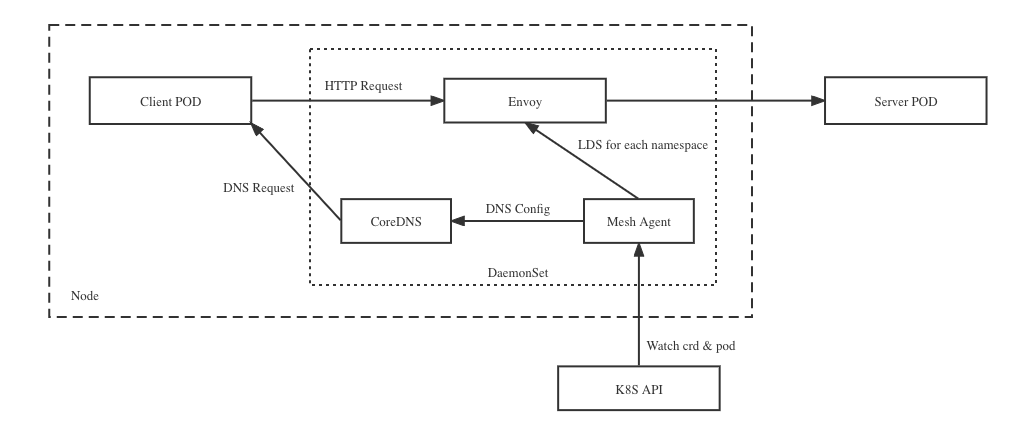 HTTP Request
Client POD
Envoy
Server POD
LDS for each namespace
DNS Request
DNS Config
CoreDNS
Mesh Agent
DaemonSet
Node
Watch crd & pod
K8S API